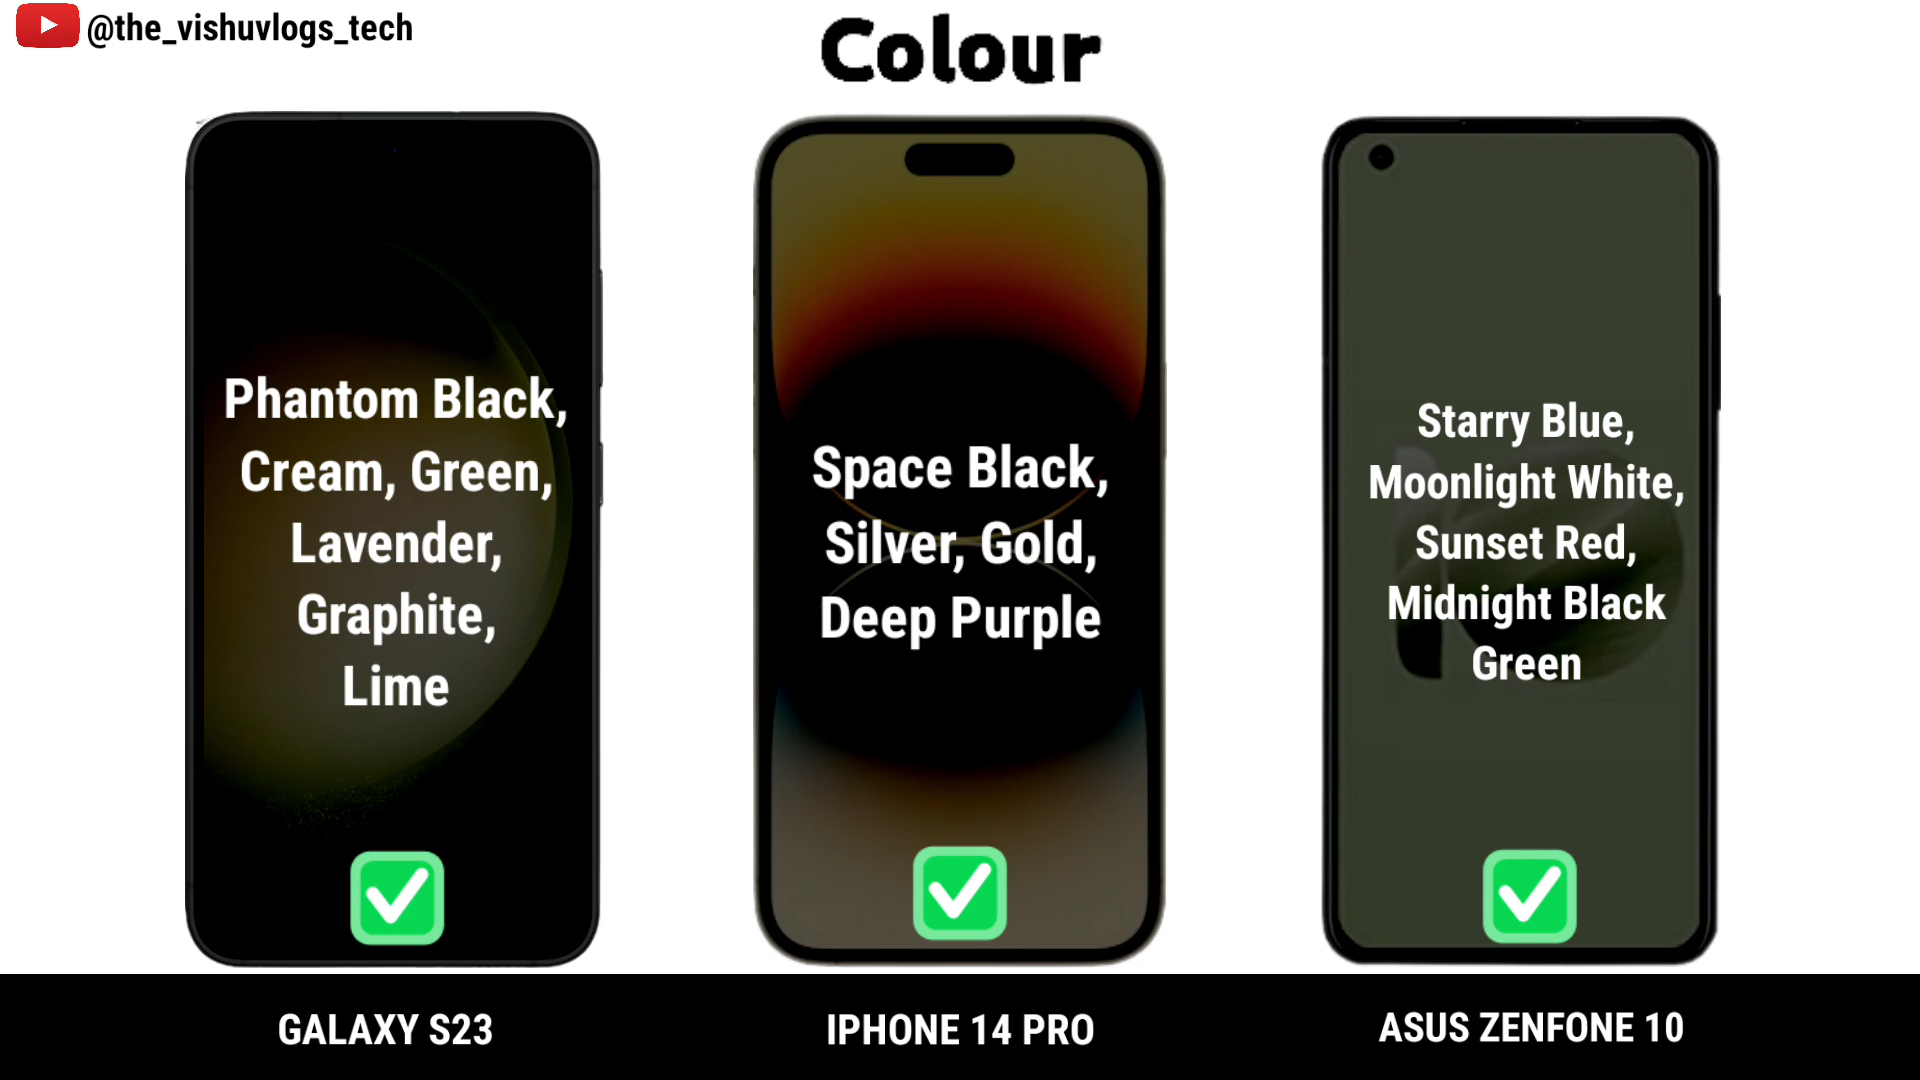 @the_vishuvlogs_tech
Colour
Phantom Black,
Cream, Green,
Lavender,
Graphite,
Lime
Space Black,
Silver, Gold,
Deep Purple
Starry Blue,
Moonlight White,
Sunset Red,
Midnight Black
Green
GALAXY S23
IPHONE 14 PRO
ASUS ZENFONE 10